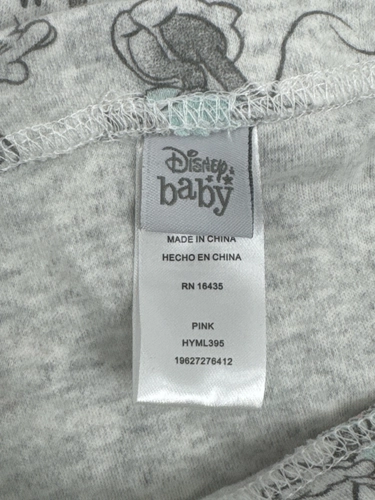 Disney
baby
MADE IN CHINA
HECHO EN CHINA
RN 16435
PINK
HYML395
19627276412